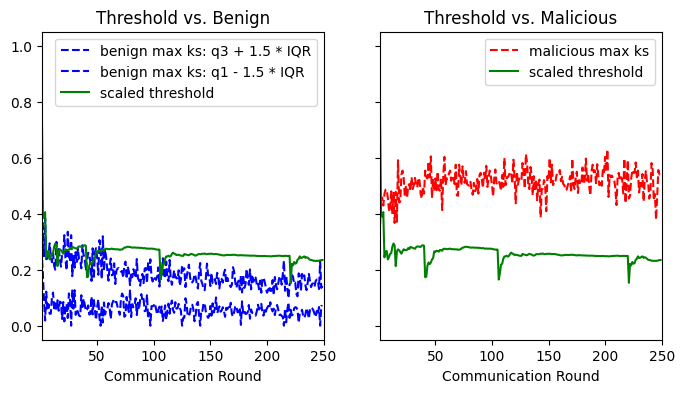 Threshold vs. Benign
benign max ks: q3 + 1.5 * IQR
benign max ks: q1 - 1.5 * IQR
scaled threshold
1.0
0.8
0.6
0.4
0.2
0.0
50
100
150
200
250
Communication Round
Threshold vs. Malicious
malicious max ks
scaled threshold
50
100
150
200
250
Communication Round